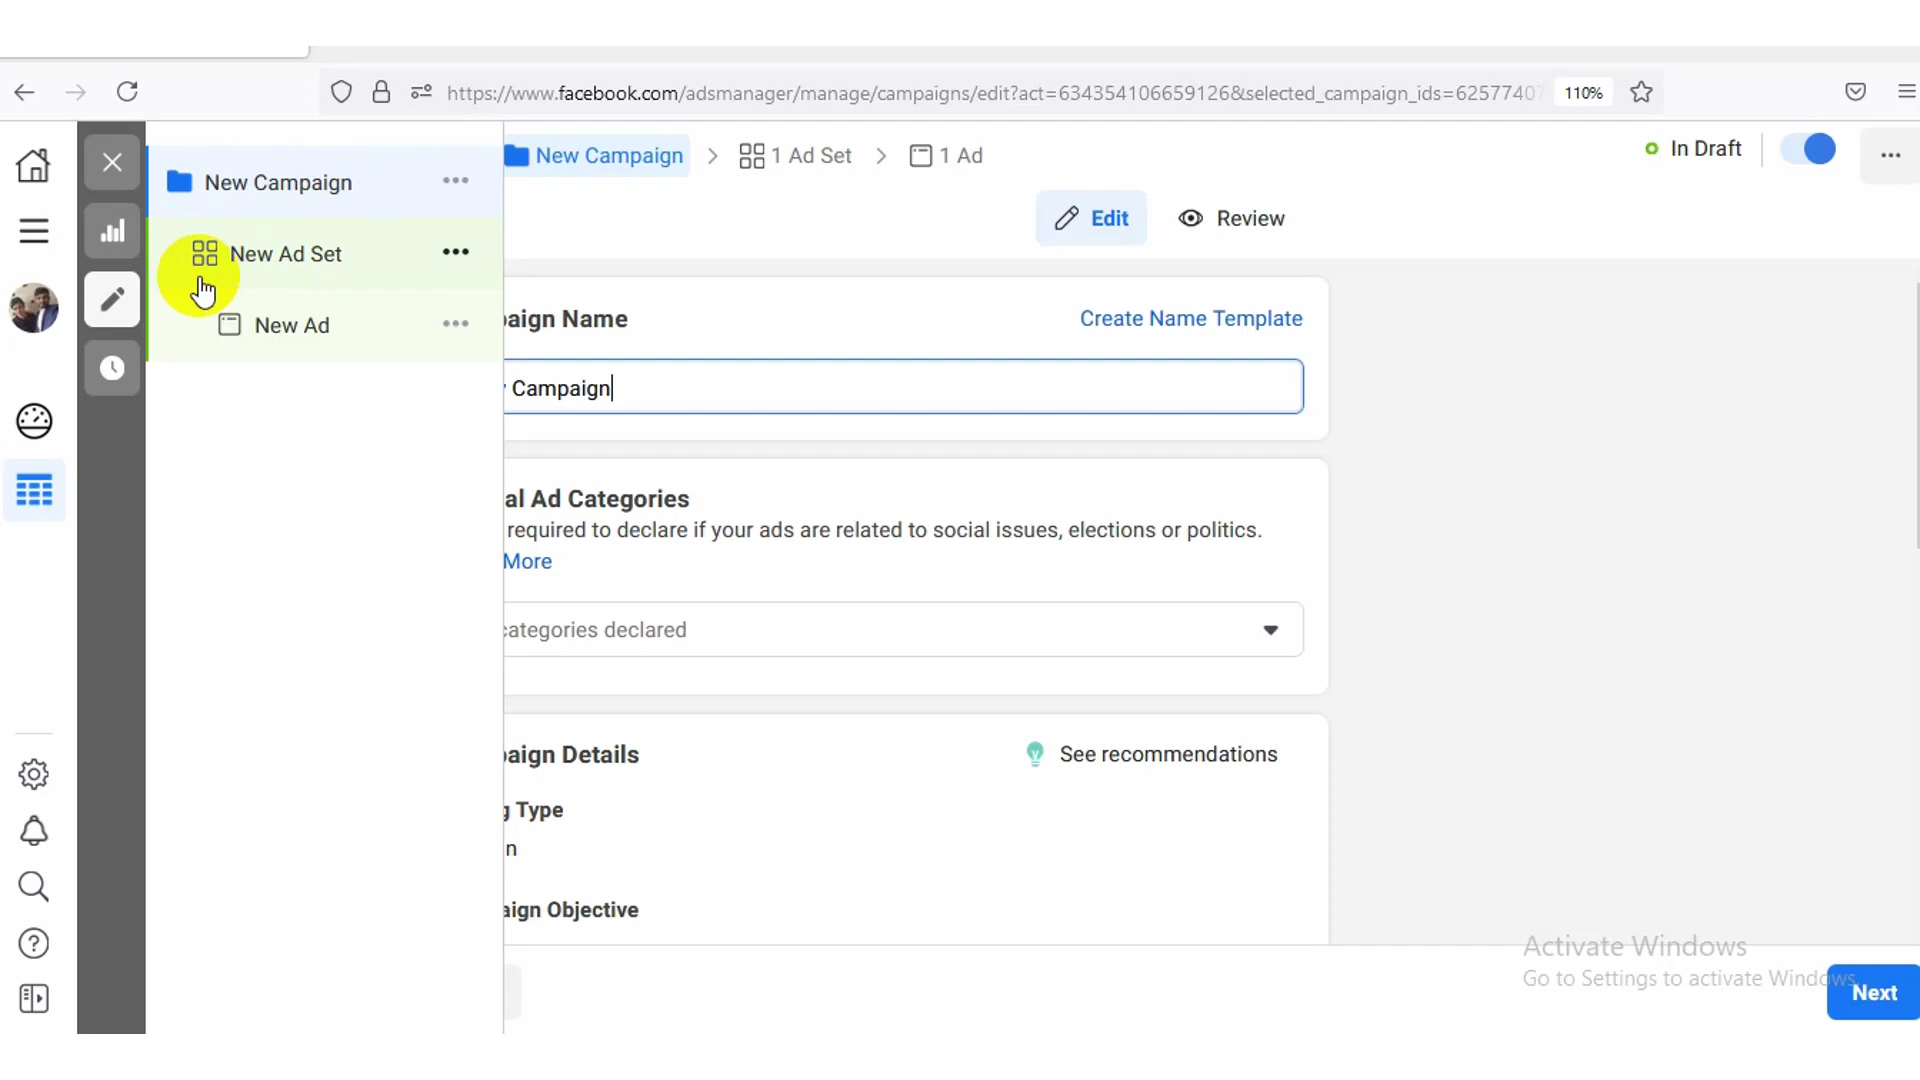 https://www.facebook.com/adsmanager/manage/campaigns/edit?act=634354106659126&selected_campaign_ids=62577407
110%
New Campaign
New Ad Set
New Ad
New Campaign > 1 Ad Set > 1 Ad
In Draft
Edit
Review
aign Name
Create Name Template
Campaign
al Ad Categories
required to declare if your ads are related to social issues, elections or politics.
More
categories declared
aign Details
See recommendations
g Type
n
aign Objective
Activate Windows
Go to Settings to activate Windows.
Next